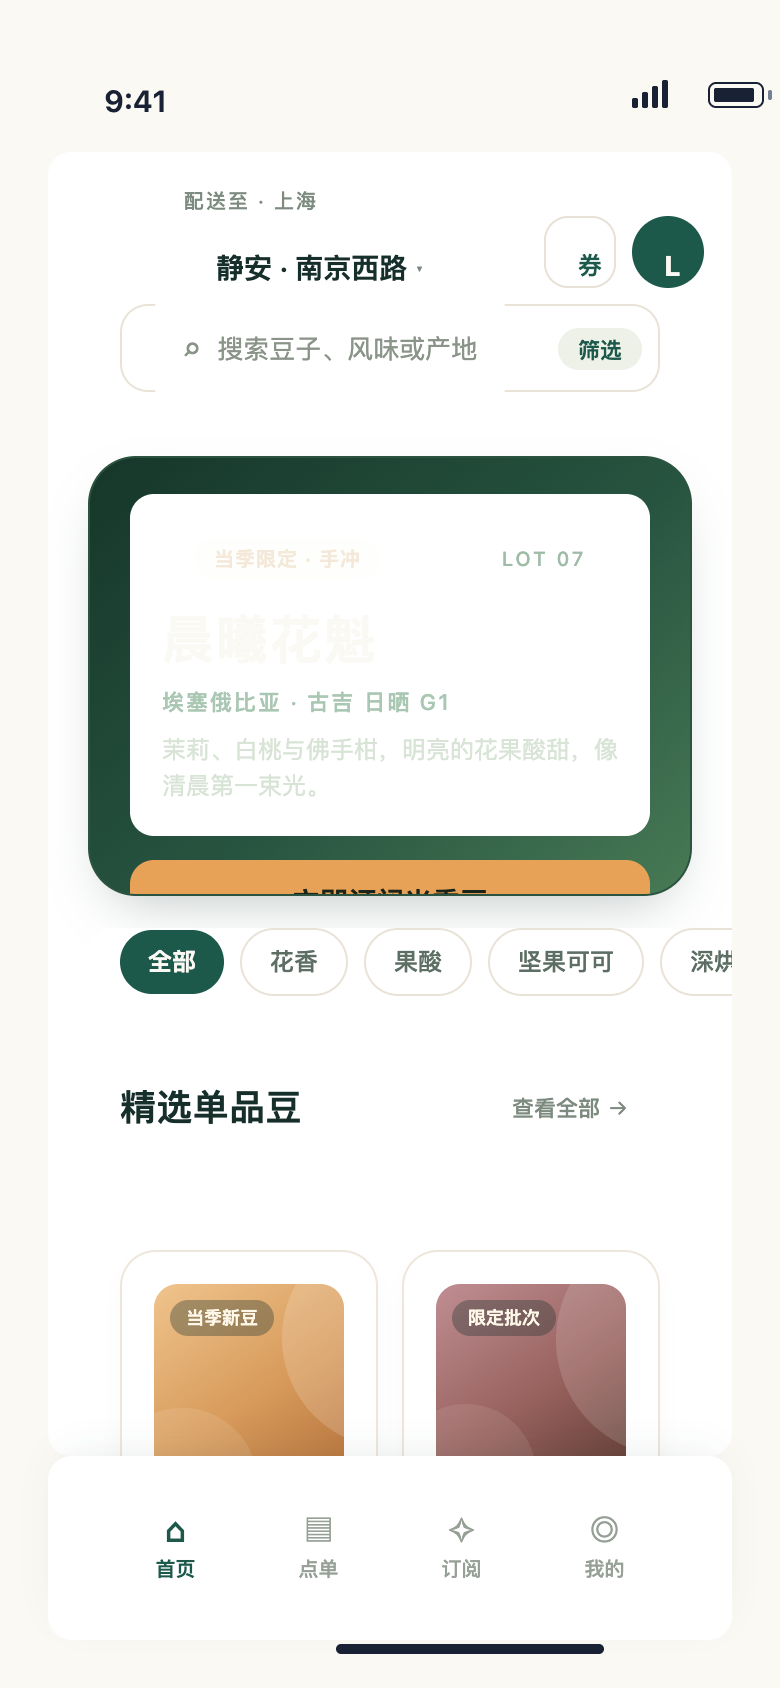 9:41
配送至 · 上海
静安 · 南京西路
券
L
搜索豆子、风味或产地
筛选
当季限定 · 手冲
LOT 07
晨曦花魁
埃塞俄比亚 · 古吉 日晒 G1
茉莉、白桃与佛手柑，明亮的花果酸甜，像
清晨第一束光。
全部
花香
果酸
坚果可可
深烘
精选单品豆
查看全部 →
当季新豆
限定批次
首页
点单
订阅
我的